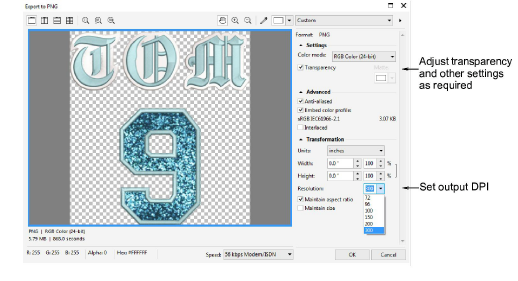 Export to PNG
Custom
TOM
9
Format PNG
Settings
Color mode: RGB Color (24-bit)
Transparency
Adjust transparency
and other settings
as required
Advanced
Anti-aliased
Embed color profile:
sRGB IEC61966-2.1 3.07 KB
Interlaced
Transformation
Units: inches
Width: 0.0 " 100 %
Height: 0.0 " 100 %
Resolution:
Set output DPI
72
96
100
150
200
300
Maintain aspect ratio
Maintain size
PNG | RGB Color (24-bit)
5.79 MB | 868.0 seconds
R: 255 G: 255 B: 255 Alpha: 0 Hex: #FFFFFF
Speed: 56 kbps Modem/ISDN
OK Cancel